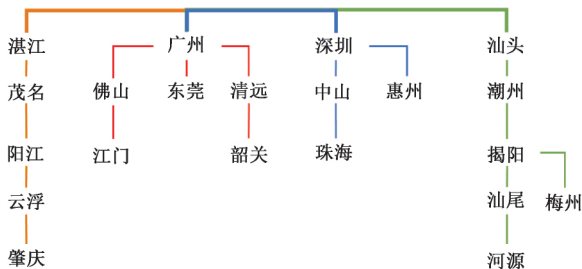 湛江 广州 深圳 汕头
茂名 佛山 东莞 清远 中山 惠州 潮州
阳江 江门 韶关 珠海 揭阳
云浮 汕尾 梅州
肇庆 河源